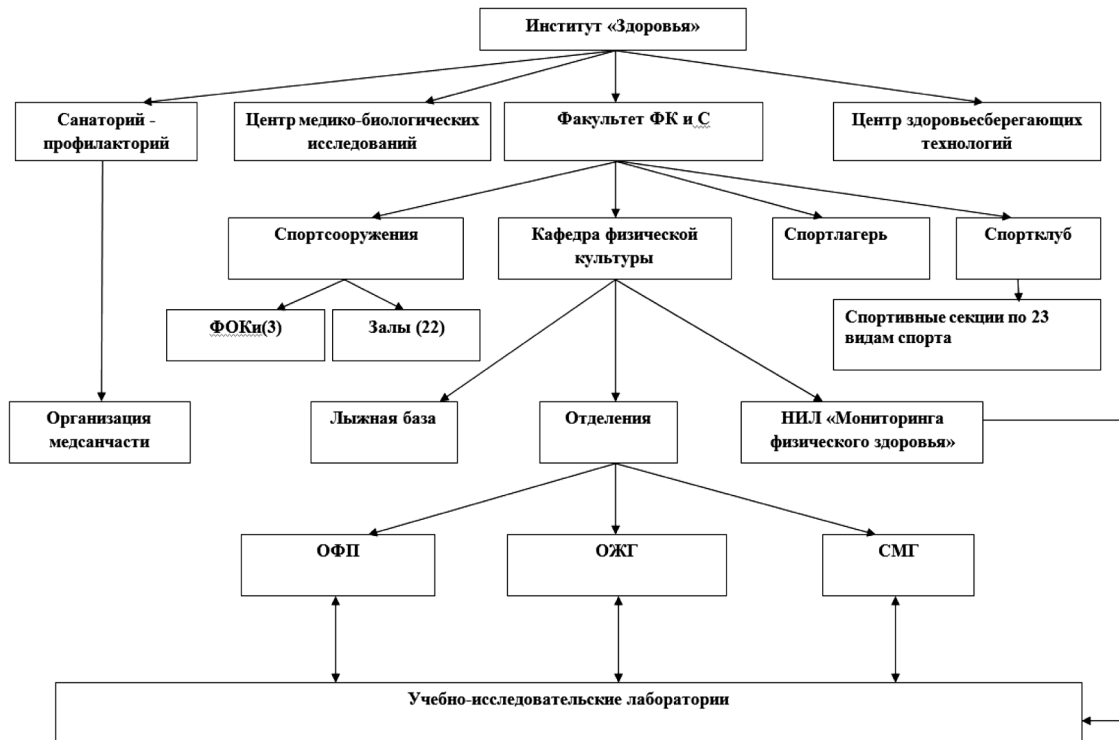 Институт «Здоровья»
Санаторий -
профилакторий
Центр медико-биологических
исследований
Факультет ФК и С
Центр здоровьесберегающих
технологий
Спортсооружения
Кафедра физической
культуры
Спортлагерь
Спортклуб
ФОКи(3)
Залы (22)
Спортивные секции по 23
видам спорта
Организация
медсанчасти
Лыжная база
Отделения
НИЛ «Мониторинга
физического здоровья»
ОФП
ОЖГ
СМГ
Учебно-исследовательские лаборатории